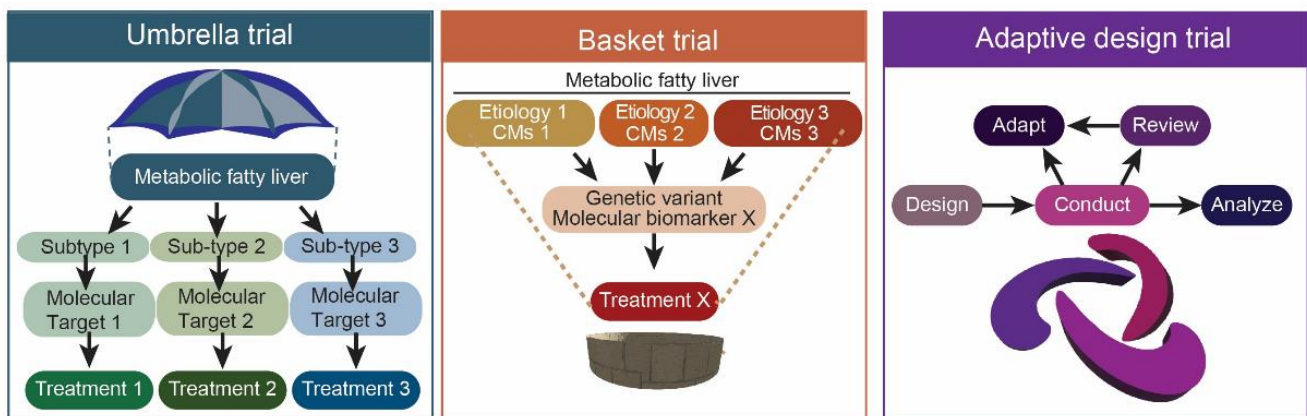 Umbrella trial
Metabolic fatty liver
Subtype 1
Sub-type 2
Sub-type 3
Molecular
Target 1
Molecular
Target 2
Molecular
Target 3
Treatment 1
Treatment 2
Treatment 3
Basket trial
Metabolic fatty liver
Etiology 1
CMs 1
Etiology 2
CMs 2
Etiology 3
CMs 3
Genetic variant
Molecular biomarker X
Treatment X
Adaptive design trial
Adapt
Review
Design
Conduct
Analyze